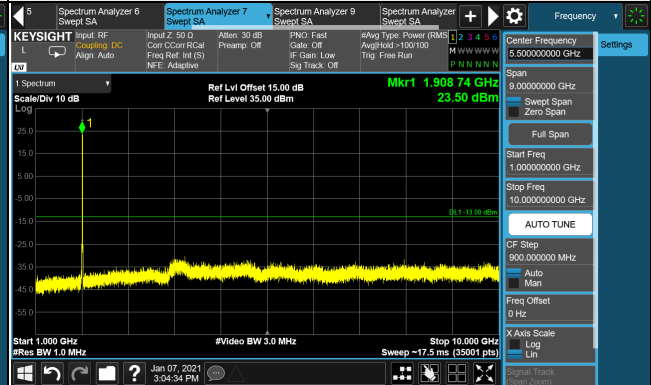 5
Spectrum Analyzer 6
Swept SA
Spectrum Analyzer 7
Swept SA
Spectrum Analyzer 9
Swept SA
Spectrum Analyzer
Swept SA
Frequency
KEYSIGHT
L
LXI
Input: RF
Coupling: DC
Align: Auto
Input Z: 50 Ω
Corr CCorr RCal
Freq Ref: Int (S)
NFE: Adaptive
Atten: 30 dB
Preamp: Off
PNO: Fast
Gate: Off
IF Gain: Low
Sig Track: Off
#Avg Type: Power (RMS
Avg|Hold:>100/100
Trig: Free Run
1 2 3 4 5 6
M W W W W W
P N N N N N
1 Spectrum
Scale/Div 10 dB
Log
Ref Lvl Offset 15.00 dB
Ref Level 35.00 dBm
Mkr1 1.908 74 GHz
23.50 dBm
1
25.0
15.0
5.00
-5.00
-15.0
-25.0
-35.0
-45.0
-55.0
DL1 -13.00 dBm
Start 1.000 GHz
#Res BW 1.0 MHz
#Video BW 3.0 MHz
Stop 10.000 GHz
Sweep ~17.5 ms (35001 pts)
Jan 07, 2021
3:04:34 PM
Center Frequency
5.500000000 GHz
Settings
Span
9.00000000 GHz
Swept Span
Zero Span
Full Span
Start Freq
1.000000000 GHz
Stop Freq
10.000000000 GHz
AUTO TUNE
CF Step
900.000000 MHz
Auto
Man
Freq Offset
0 Hz
X Axis Scale
Log
Lin
Signal Track
(Span Zoom)